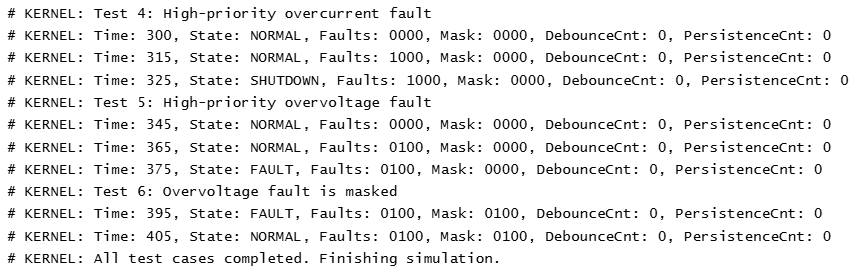 # KERNEL: Test 4: High-priority overcurrent fault
# KERNEL: Time: 300, State: NORMAL, Faults: 0000, Mask: 0000, DebounceCnt: 0, PersistenceCnt: 0
# KERNEL: Time: 315, State: NORMAL, Faults: 1000, Mask: 0000, DebounceCnt: 0, PersistenceCnt: 0
# KERNEL: Time: 325, State: SHUTDOWN, Faults: 1000, Mask: 0000, DebounceCnt: 0, PersistenceCnt: 0
# KERNEL: Test 5: High-priority overvoltage fault
# KERNEL: Time: 345, State: NORMAL, Faults: 0000, Mask: 0000, DebounceCnt: 0, PersistenceCnt: 0
# KERNEL: Time: 365, State: NORMAL, Faults: 0100, Mask: 0000, DebounceCnt: 0, PersistenceCnt: 0
# KERNEL: Time: 375, State: FAULT, Faults: 0100, Mask: 0000, DebounceCnt: 0, PersistenceCnt: 0
# KERNEL: Test 6: Overvoltage fault is masked
# KERNEL: Time: 395, State: FAULT, Faults: 0100, Mask: 0100, DebounceCnt: 0, PersistenceCnt: 0
# KERNEL: Time: 405, State: NORMAL, Faults: 0100, Mask: 0100, DebounceCnt: 0, PersistenceCnt: 0
# KERNEL: All test cases completed. Finishing simulation.